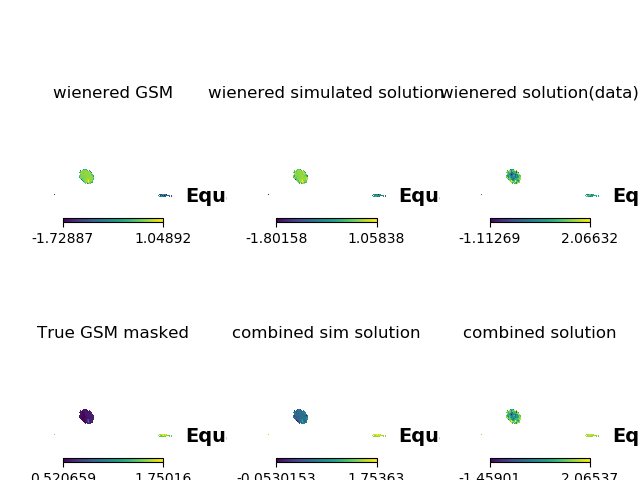 wienered GSM wienered simulated solution wienered solution(data)
Equ Equ Eq
-1.72887 1.04892 -1.80158 1.05838 -1.11269 2.06632
True GSM masked combined sim solution combined solution
Equ Equ Eq
0.520659 1.75016 -0.0530153 1.75363 -1.45901 2.06537